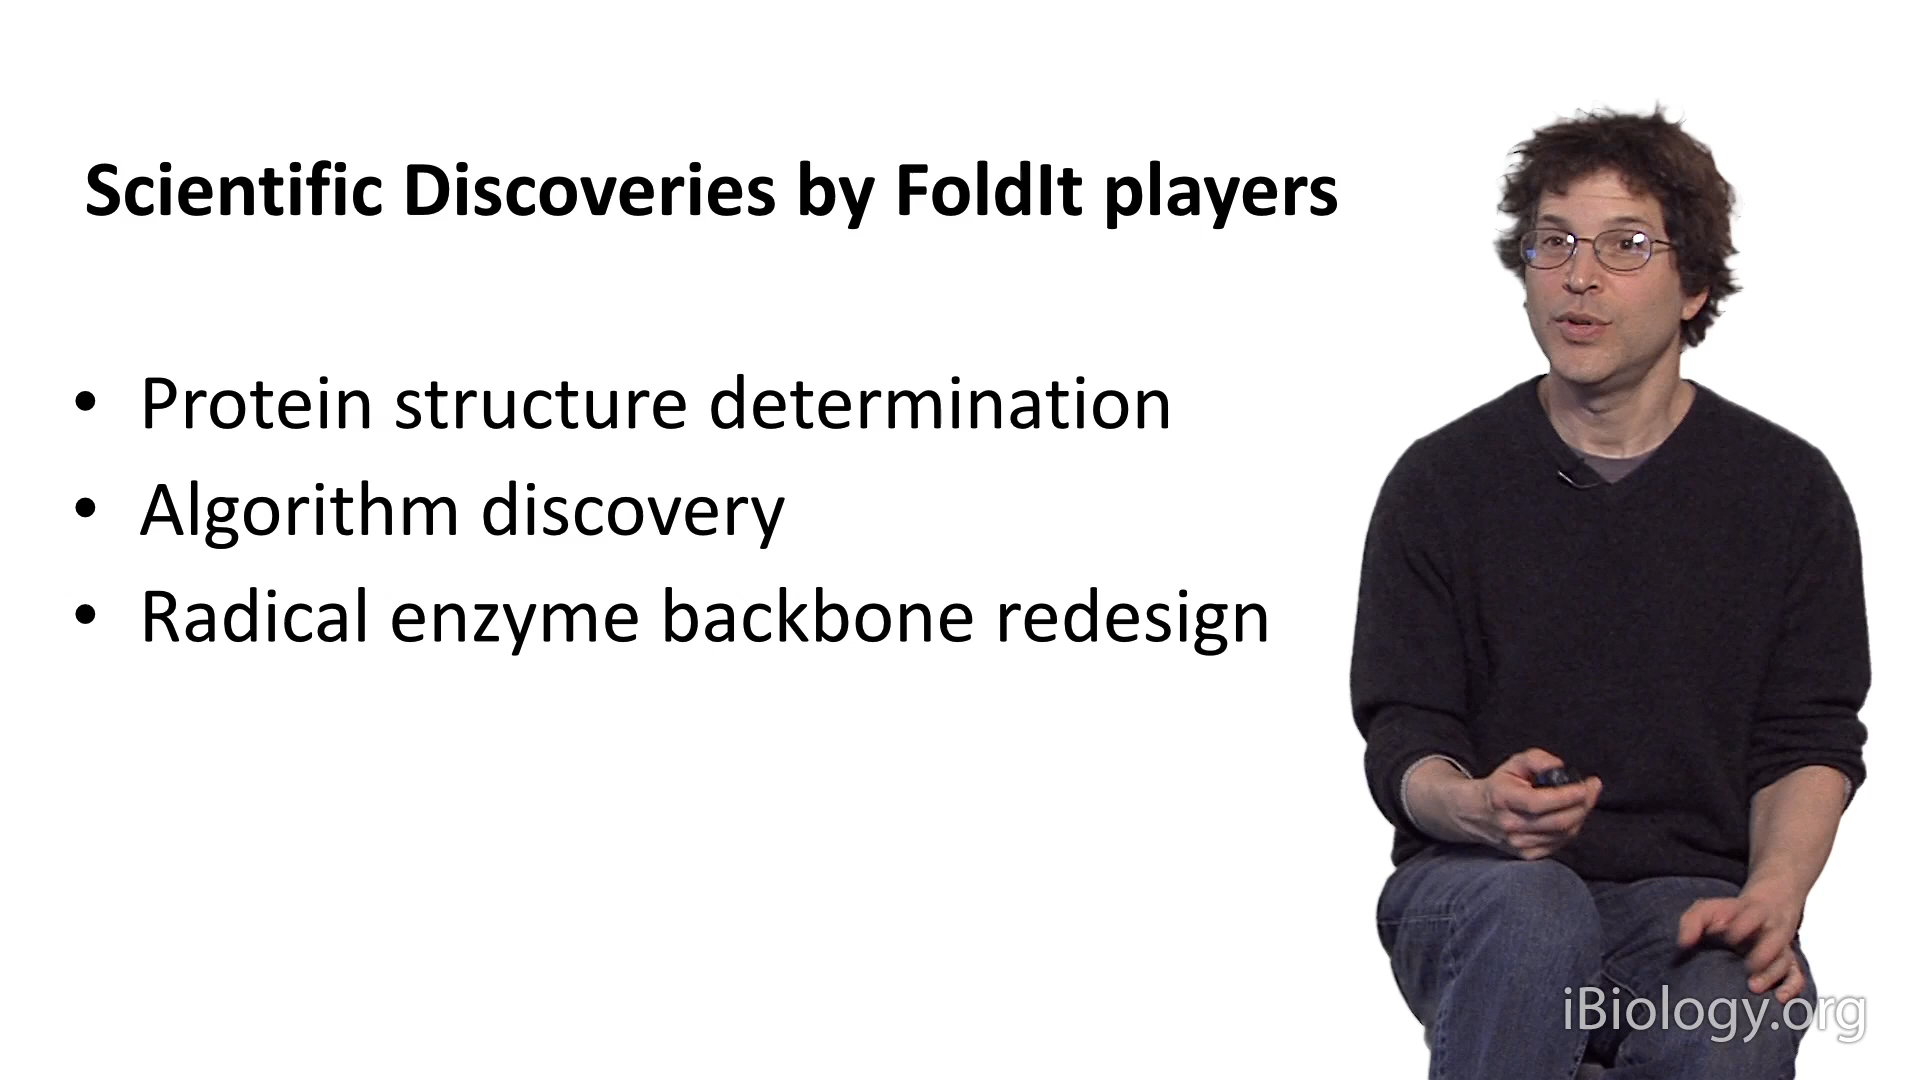 Scientific Discoveries by FoldIt players
• Protein structure determination
• Algorithm discovery
• Radical enzyme backbone redesign
iBiology.org